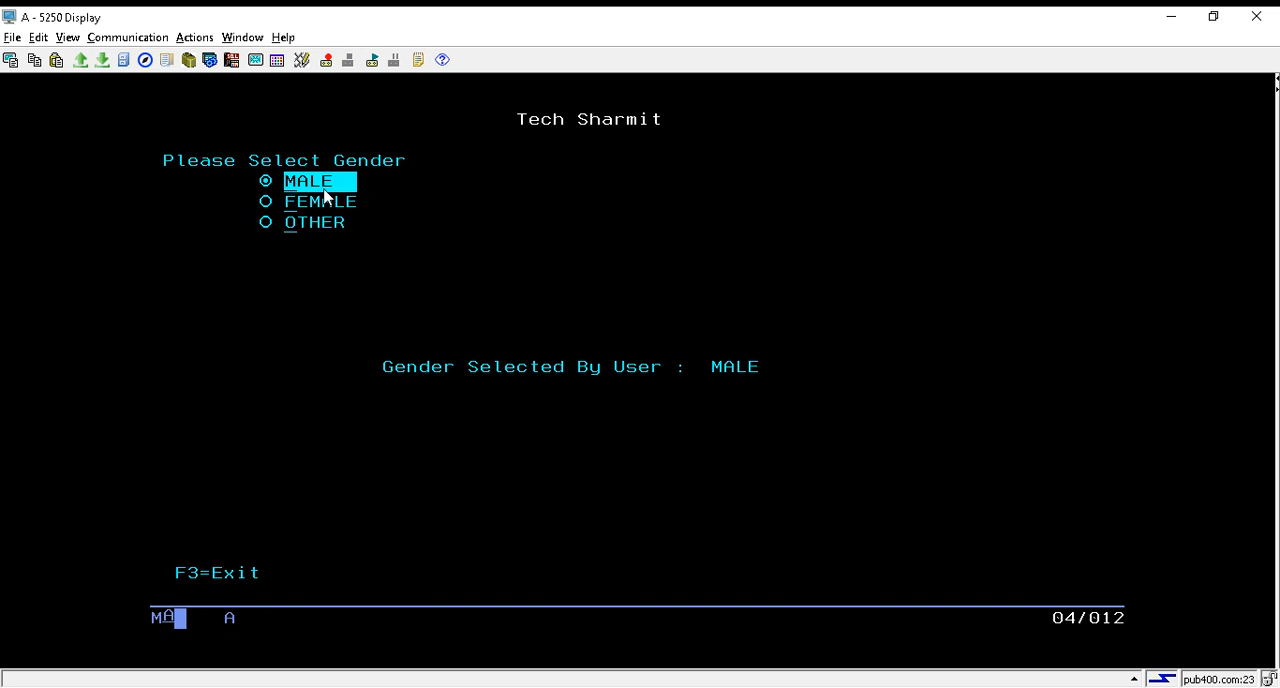 A - 5250 Display
File Edit View Communication Actions Window Help
Tech Sharmit
Please Select Gender
MALE
FEMALE
OTHER
Gender Selected By User : MALE
F3=Exit
MA A 04/012
pub400.com:23